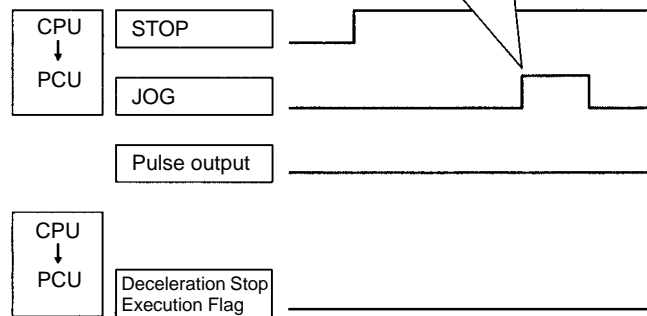 CPU
↓
PCU
STOP
JOG
Pulse output
CPU
↓
PCU
Deceleration Stop
Execution Flag